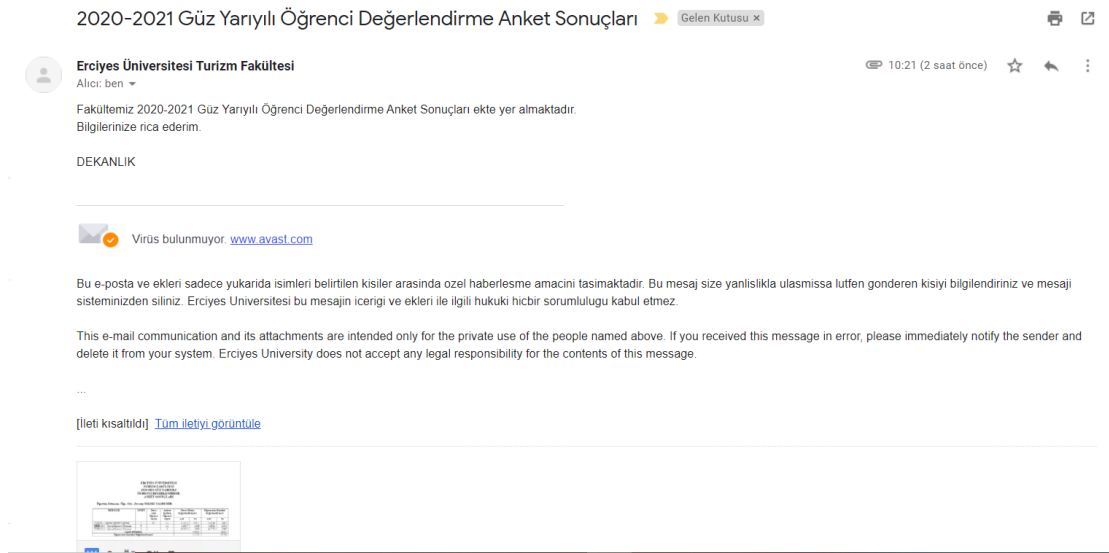 2020-2021 Güz Yarıyılı Öğrenci Değerlendirme Anket Sonuçları Gelen Kutusu ×
Erciyes Üniversitesi Turizm Fakültesi 10:21 (2 saat önce)
Alıcı: ben
Fakültemiz 2020-2021 Güz Yarıyılı Öğrenci Değerlendirme Anket Sonuçları ekte yer almaktadır.
Bilgilerinize rica ederim.
DEKANLIK
Virüs bulunmuyor. www.avast.com
Bu e-posta ve ekleri sadece yukarida isimleri belirtilen kisiler arasinda ozel haberlesme amacini tasimaktadir. Bu mesaj size yanlislikla ulasmissa lutfen gonderen kisiyi bilgilendiriniz ve mesaji
sisteminizden siliniz. Erciyes Universitesi bu mesajin icerigi ve ekleri ile ilgili hukuki hicbir sorumlulugu kabul etmez.
This e-mail communication and its attachments are intended only for the private use of the people named above. If you received this message in error, please immediately notify the sender and
delete it from your system. Erciyes University does not accept any legal responsibility for the contents of this message.
...
[İleti kısaltıldı] Tüm iletiyi görüntüle